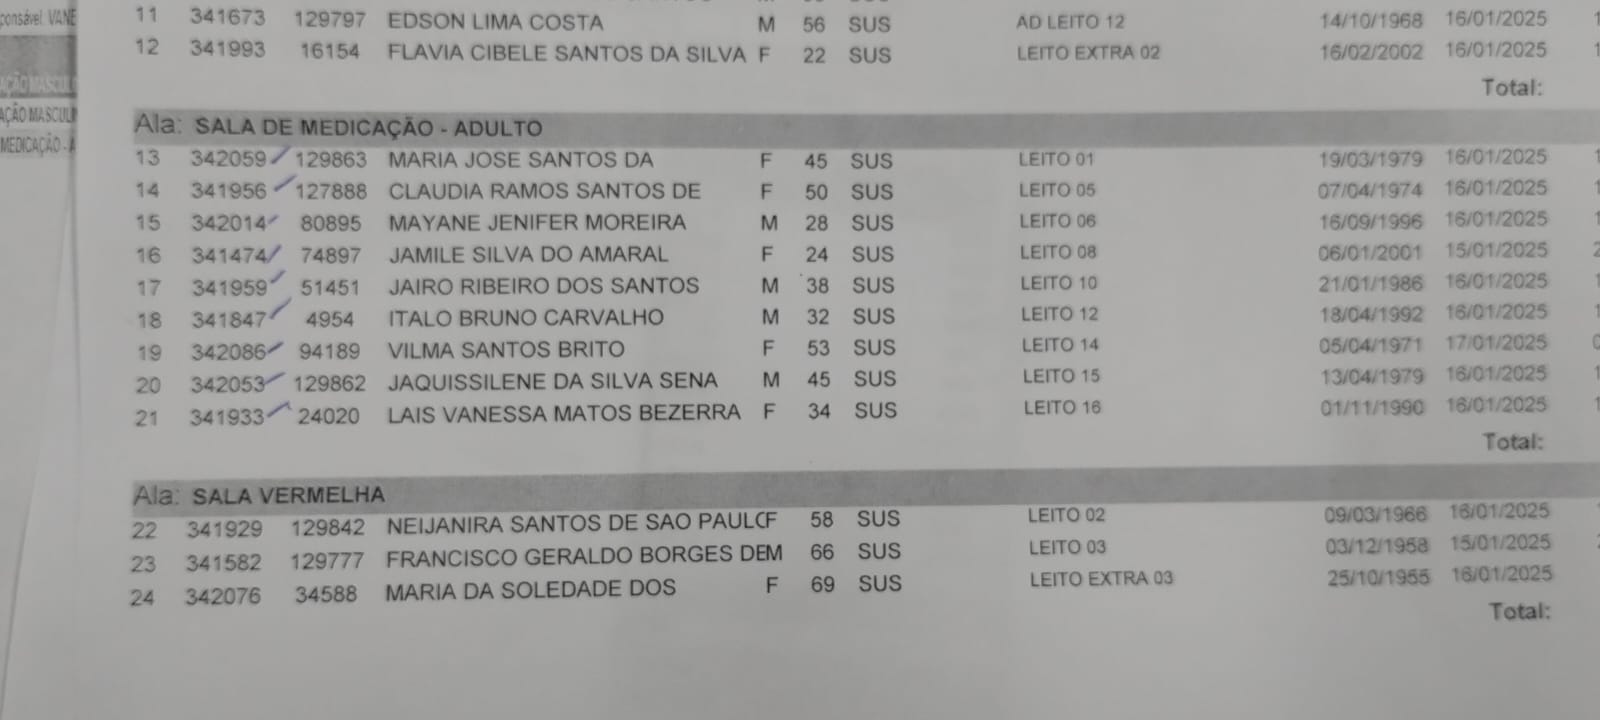 ponsável. VANE
AÇÃO MASCUL
AÇÃO MASCULI
MEDICAÇÃO - A
11 341673 129797 EDSON LIMA COSTA M 56 SUS AD LEITO 12 14/10/1968 16/01/2025
12 341993 16154 FLAVIA CIBELE SANTOS DA SILVA F 22 SUS LEITO EXTRA 02 16/02/2002 16/01/2025
Total:
Ala: SALA DE MEDICAÇÃO - ADULTO
13 342059 129863 MARIA JOSE SANTOS DA F 45 SUS LEITO 01 19/03/1979 16/01/2025
14 341956 127888 CLAUDIA RAMOS SANTOS DE F 50 SUS LEITO 05 07/04/1974 16/01/2025
15 342014 80895 MAYANE JENIFER MOREIRA M 28 SUS LEITO 06 16/09/1996 16/01/2025
16 341474 74897 JAMILE SILVA DO AMARAL F 24 SUS LEITO 08 06/01/2001 15/01/2025
17 341959 51451 JAIRO RIBEIRO DOS SANTOS M 38 SUS LEITO 10 21/01/1986 16/01/2025
18 341847 4954 ITALO BRUNO CARVALHO M 32 SUS LEITO 12 18/04/1992 16/01/2025
19 342086 94189 VILMA SANTOS BRITO F 53 SUS LEITO 14 05/04/1971 17/01/2025
20 342053 129862 JAQUISSILENE DA SILVA SENA M 45 SUS LEITO 15 13/04/1979 16/01/2025
21 341933 24020 LAIS VANESSA MATOS BEZERRA F 34 SUS LEITO 16 01/11/1990 16/01/2025
Total:
Ala: SALA VERMELHA
22 341929 129842 NEIJANIRA SANTOS DE SAO PAULO F 58 SUS LEITO 02 09/03/1966 16/01/2025
23 341582 129777 FRANCISCO GERALDO BORGES DE M 66 SUS LEITO 03 03/12/1958 15/01/2025
24 342076 34588 MARIA DA SOLEDADE DOS F 69 SUS LEITO EXTRA 03 25/10/1955 16/01/2025
Total: